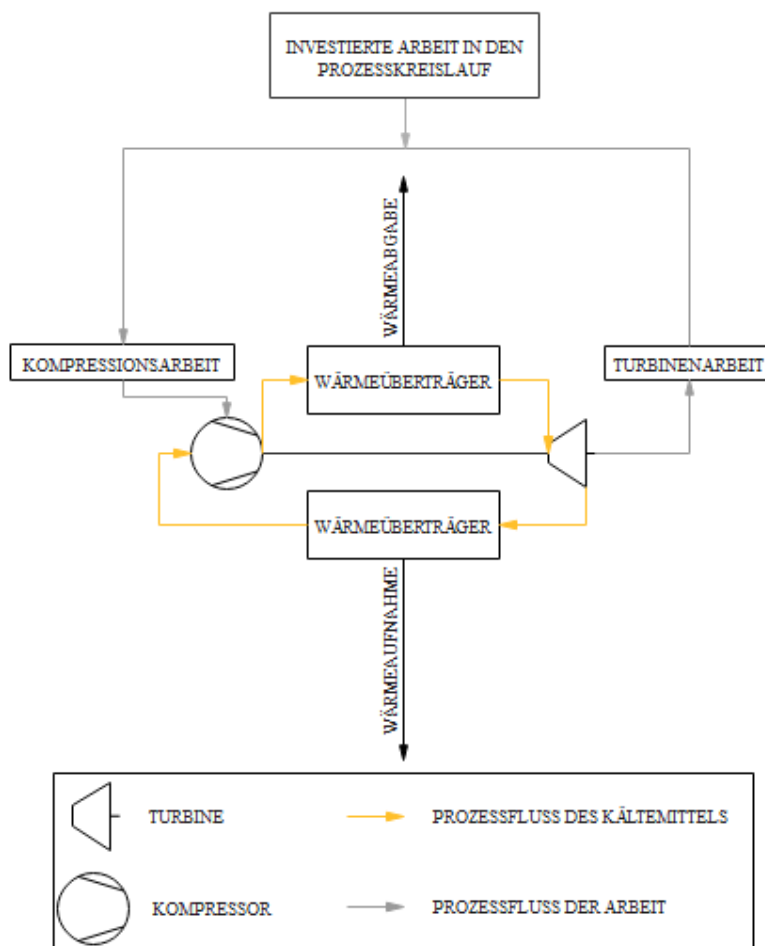 INVESTIERTE ARBEIT IN DEN
PROZESSKREISLAUF
WÄRMEABGABE
KOMPRESSIONSARBEIT
WÄRMEÜBERTRÄGER
TURBINENARBEIT
WÄRMEÜBERTRÄGER
WÄRMEAUFNAHME
TURBINE
PROZESSFLUSS DES KÄLTEMITTELS
KOMPRESSOR
PROZESSFLUSS DER ARBEIT